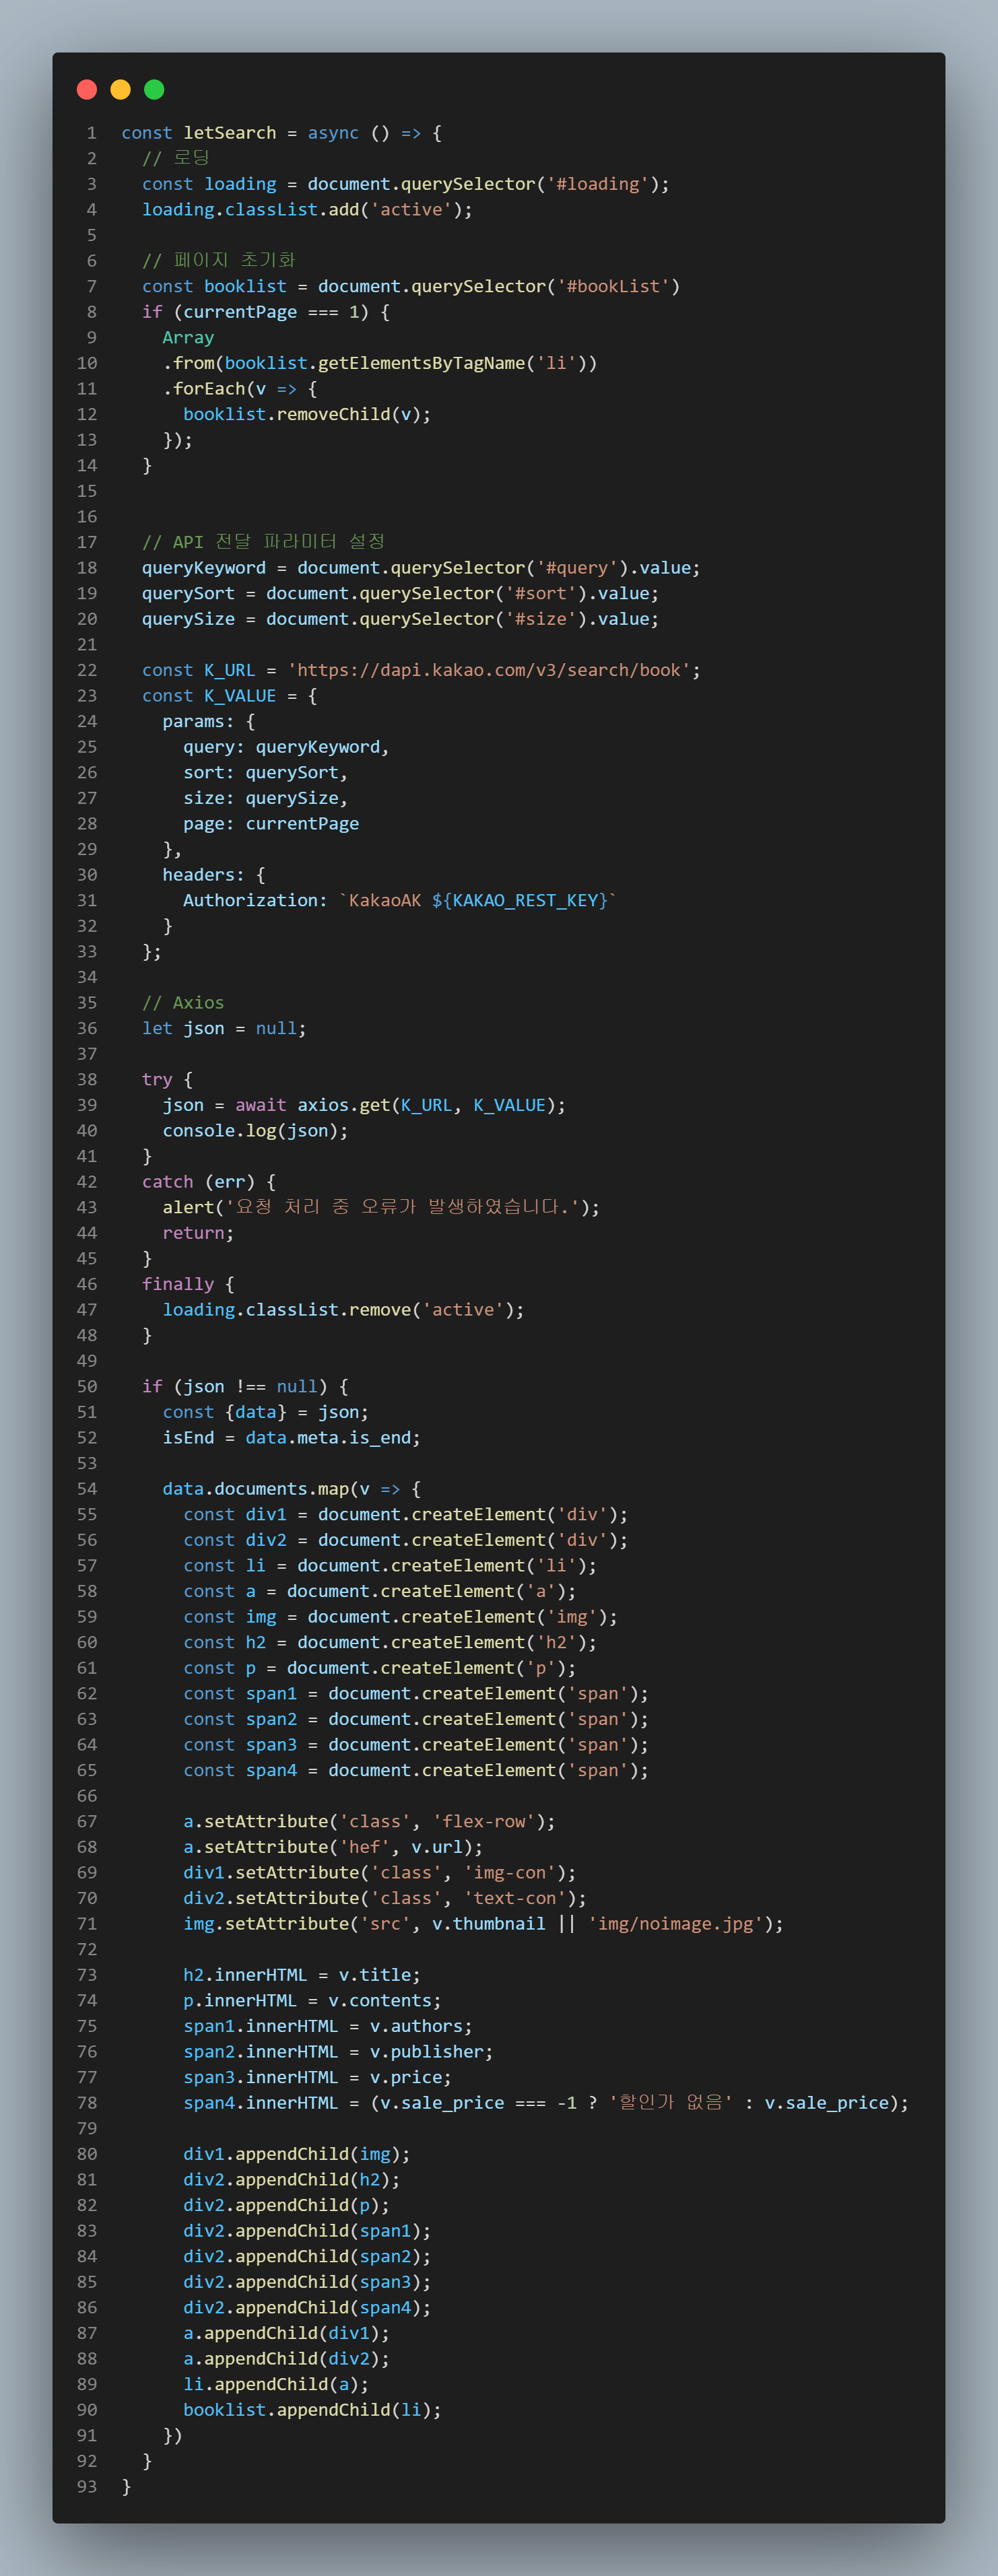 1 const letSearch = async () => {
2 // 로딩
3 const loading = document.querySelector('#loading');
4 loading.classList.add('active');
5
6 // 페이지 초기화
7 const booklist = document.querySelector('#bookList')
8 if (currentPage === 1) {
9 Array
10 .from(booklist.getElementsByTagName('li'))
11 .forEach(v => {
12 booklist.removeChild(v);
13 });
14 }
15
16
17 // API 전달 파라미터 설정
18 queryKeyword = document.querySelector('#query').value;
19 querySort = document.querySelector('#sort').value;
20 querySize = document.querySelector('#size').value;
21
22 const K_URL = 'https://dapi.kakao.com/v3/search/book';
23 const K_VALUE = {
24 params: {
25 query: queryKeyword,
26 sort: querySort,
27 size: querySize,
28 page: currentPage
29 },
30 headers: {
31 Authorization: `KakaoAK ${KAKAO_REST_KEY}`
32 }
33 };
34
35 // Axios
36 let json = null;
37
38 try {
39 json = await axios.get(K_URL, K_VALUE);
40 console.log(json);
41 }
42 catch (err) {
43 alert('요청 처리 중 오류가 발생하였습니다.');
44 return;
45 }
46 finally {
47 loading.classList.remove('active');
48 }
49
50 if (json !== null) {
51 const {data} = json;
52 isEnd = data.meta.is_end;
53
54 data.documents.map(v => {
55 const div1 = document.createElement('div');
56 const div2 = document.createElement('div');
57 const li = document.createElement('li');
58 const a = document.createElement('a');
59 const img = document.createElement('img');
60 const h2 = document.createElement('h2');
61 const p = document.createElement('p');
62 const span1 = document.createElement('span');
63 const span2 = document.createElement('span');
64 const span3 = document.createElement('span');
65 const span4 = document.createElement('span');
66
67 a.setAttribute('class', 'flex-row');
68 a.setAttribute('hef', v.url);
69 div1.setAttribute('class', 'img-con');
70 div2.setAttribute('class', 'text-con');
71 img.setAttribute('src', v.thumbnail || 'img/noimage.jpg');
72
73 h2.innerHTML = v.title;
74 p.innerHTML = v.contents;
75 span1.innerHTML = v.authors;
76 span2.innerHTML = v.publisher;
77 span3.innerHTML = v.price;
78 span4.innerHTML = (v.sale_price === -1 ? '할인가 없음' : v.sale_price);
79
80 div1.appendChild(img);
81 div2.appendChild(h2);
82 div2.appendChild(p);
83 div2.appendChild(span1);
84 div2.appendChild(span2);
85 div2.appendChild(span3);
86 div2.appendChild(span4);
87 a.appendChild(div1);
88 a.appendChild(div2);
89 li.appendChild(a);
90 booklist.appendChild(li);
91 })
92 }
93 }